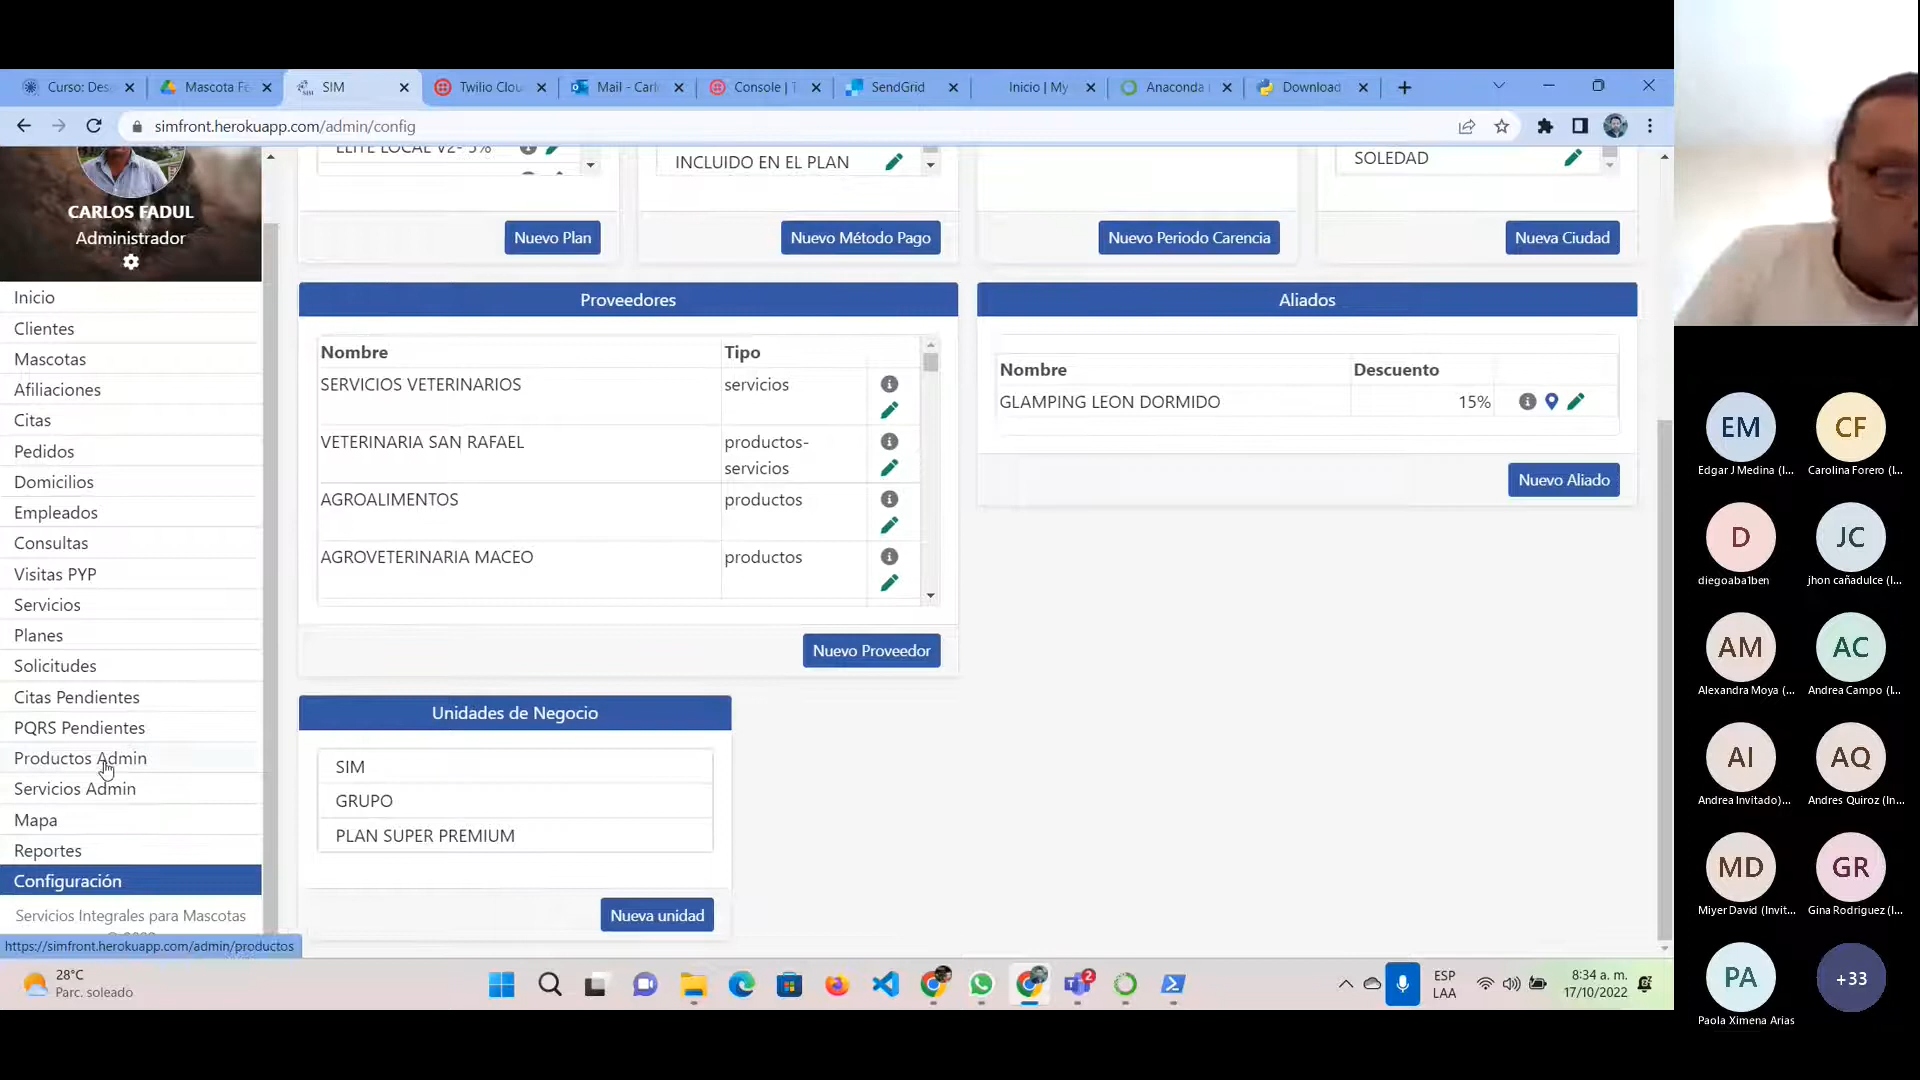 Curso: Des
Mascota Fe
SIM
Twilio Clou
Mail - Carl
Console | T
SendGrid
Inicio | My
Anaconda
Download
simfront.herokuapp.com/admin/config
CARLOS FADUL
Administrador
Inicio
Clientes
Mascotas
Afiliaciones
Citas
Pedidos
Domicilios
Empleados
Consultas
Visitas PYP
Servicios
Planes
Solicitudes
Citas Pendientes
PQRS Pendientes
Productos Admin
Servicios Admin
Mapa
Reportes
Configuración
Servicios Integrales para Mascotas
https://simfront.herokuapp.com/admin/productos
ELITE LOCAL V2- 5%
Nuevo Plan
INCLUIDO EN EL PLAN
Nuevo Método Pago
Nuevo Periodo Carencia
SOLEDAD
Nueva Ciudad
Proveedores
Nombre Tipo
SERVICIOS VETERINARIOS servicios
VETERINARIA SAN RAFAEL productos-
servicios
AGROALIMENTOS productos
AGROVETERINARIA MACEO productos
Nuevo Proveedor
Aliados
Nombre Descuento
GLAMPING LEON DORMIDO 15%
Nuevo Aliado
Unidades de Negocio
SIM
GRUPO
PLAN SUPER PREMIUM
Nueva unidad
28°C
Parc. soleado
2
ESP
LAA
8:34 a. m.
17/10/2022
EM
Edgar J Medina (I...
CF
Carolina Forero (I...
D
diegoaba1ben
JC
jhon cañadulce (I...
AM
Alexandra Moya (...
AC
Andrea Campo (I...
AI
Andrea Invitado)...
AQ
Andres Quiroz (In...
MD
Miyer David (Invit...
GR
Gina Rodriguez (I...
PA
Paola Ximena Arias
+33